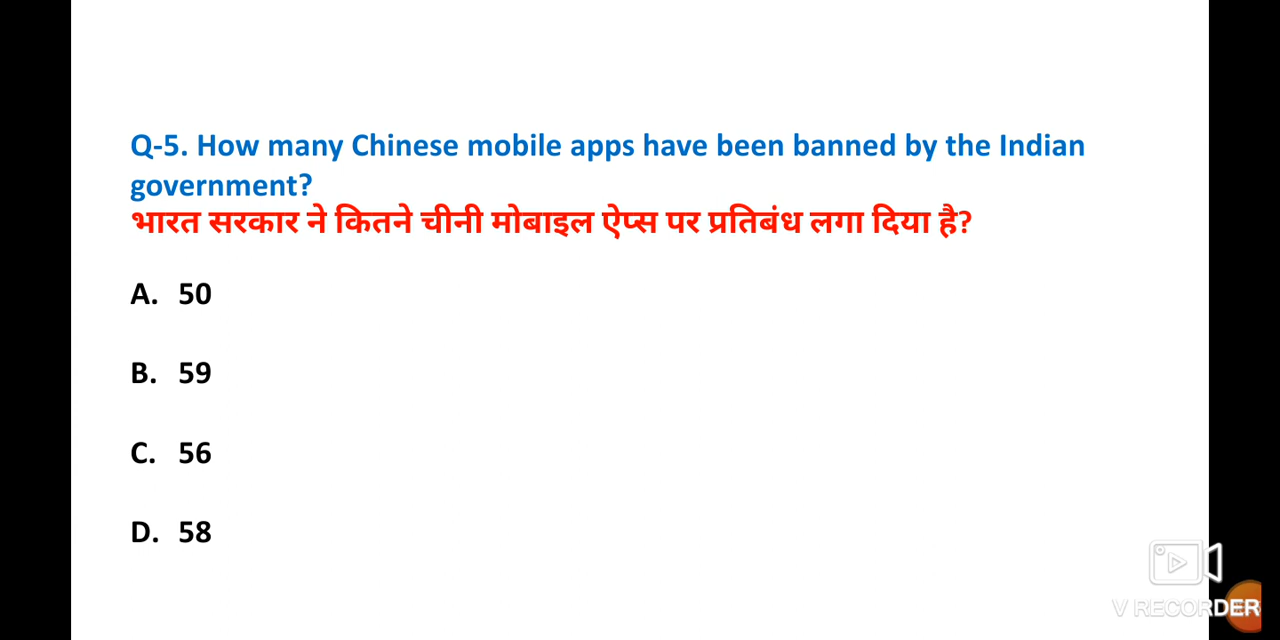 Q-5. How many Chinese mobile apps have been banned by the Indian
government?
भारत सरकार ने कितने चीनी मोबाइल ऐप्स पर प्रतिबंध लगा दिया है?
A. 50
B. 59
C. 56
D. 58
V RECORDER